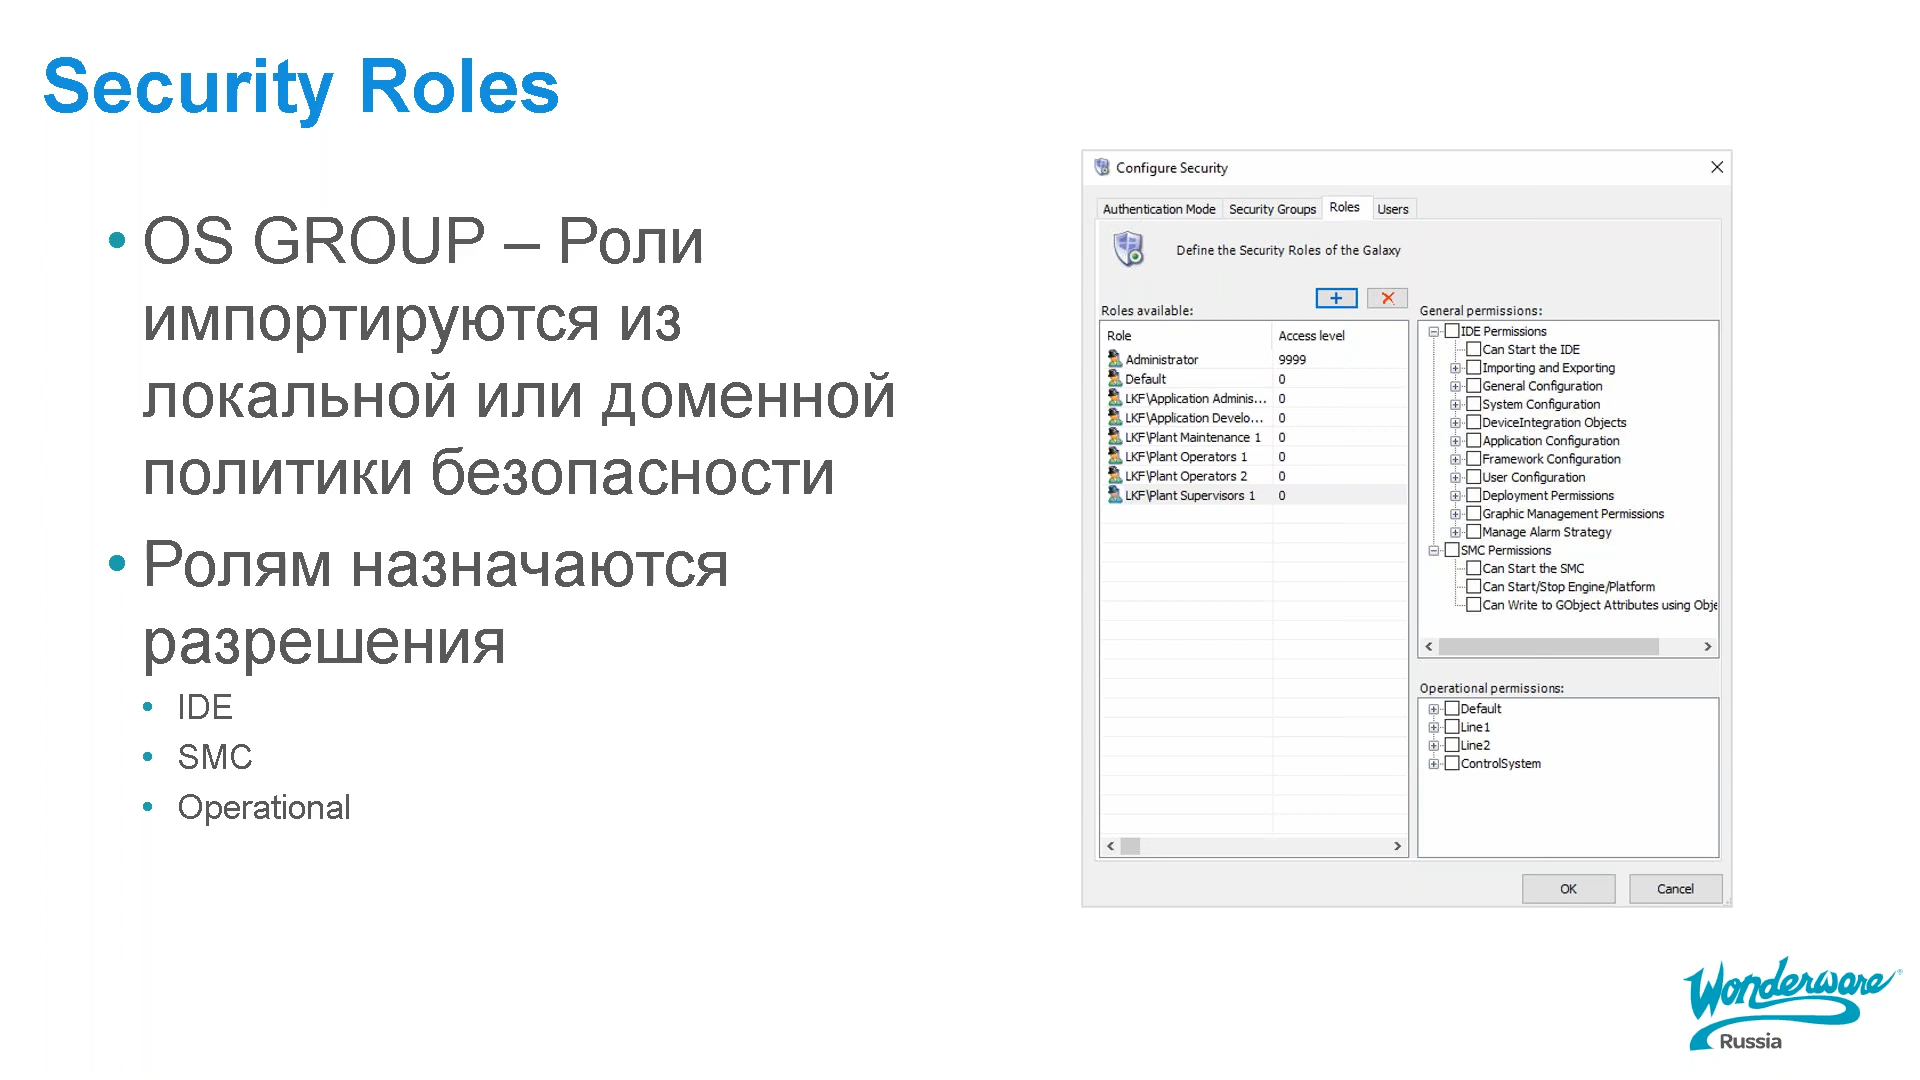 Security Roles
• OS GROUP – Роли
импортируются из
локальной или доменной
политики безопасности
• Ролям назначаются
разрешения
• IDE
• SMC
• Operational
Configure Security
Authentication Mode Security Groups Roles Users
Define the Security Roles of the Galaxy
Roles available:
Role Access level
Administrator 9999
Default 0
LKF\Application Adminis... 0
LKF\Application Develo... 0
LKF\Plant Maintenance 1 0
LKF\Plant Operators 1 0
LKF\Plant Operators 2 0
LKF\Plant Supervisors 1 0
General permissions:
IDE Permissions
Can Start the IDE
Importing and Exporting
General Configuration
System Configuration
DeviceIntegration Objects
Application Configuration
Framework Configuration
User Configuration
Deployment Permissions
Graphic Management Permissions
Manage Alarm Strategy
SMC Permissions
Can Start the SMC
Can Start/Stop Engine/Platform
Can Write to GObject Attributes using Obje
Operational permissions:
Default
Line1
Line2
ControlSystem
OK Cancel
Wonderware®
Russia